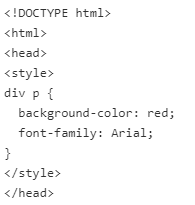 <!DOCTYPE html>
<html>
<head>
<style>
div p {
  background-color: red;
  font-family: Arial;
}
</style>
</head>